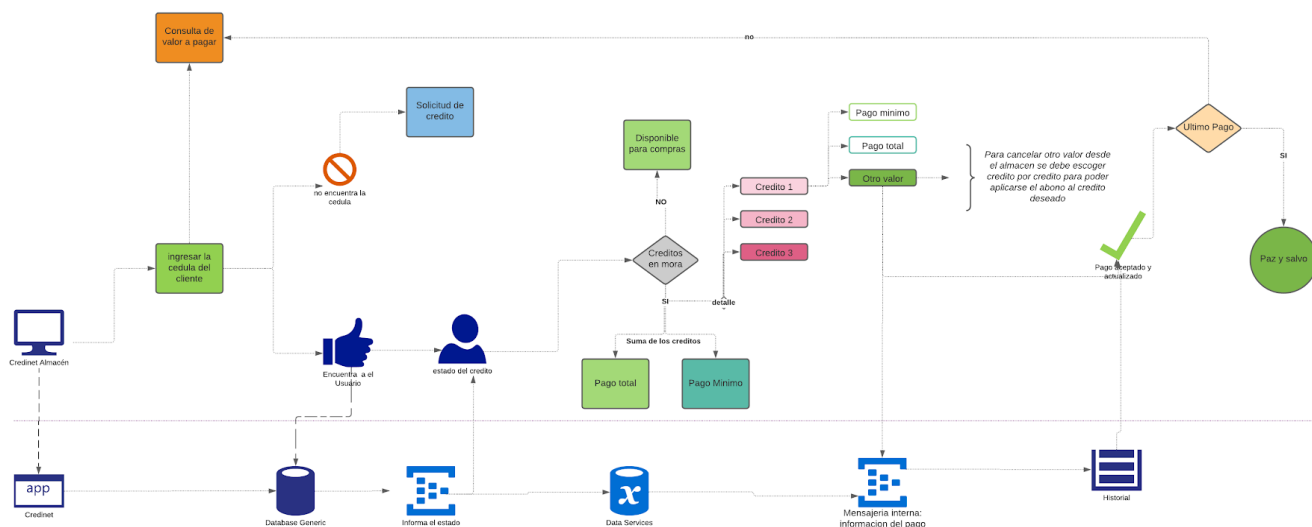 Consulta de
valor a pagar
no
Solicitud de
credito
no encuentra la
cedula
Disponible
para compras
NO
Creditos
en mora
SI
detalle
Suma de los creditos
Pago total
Pago Minimo
Credito 1
Credito 2
Credito 3
Pago minimo
Pago total
Otro valor
Para cancelar otro valor desde
el almacen se debe escoger
credito por credito para poder
aplicarse el abono al credito
deseado
Ultimo Pago
SI
Paz y salvo
Pago aceptado y
actualizado
ingresar la
cedula del
cliente
Credinet Almacén
Encuentra a el
Usuario
estado del credito
app
Credinet
Database Generic
Informa el estado
x
Data Services
Mensajeria interna:
informacion del pago
Historial